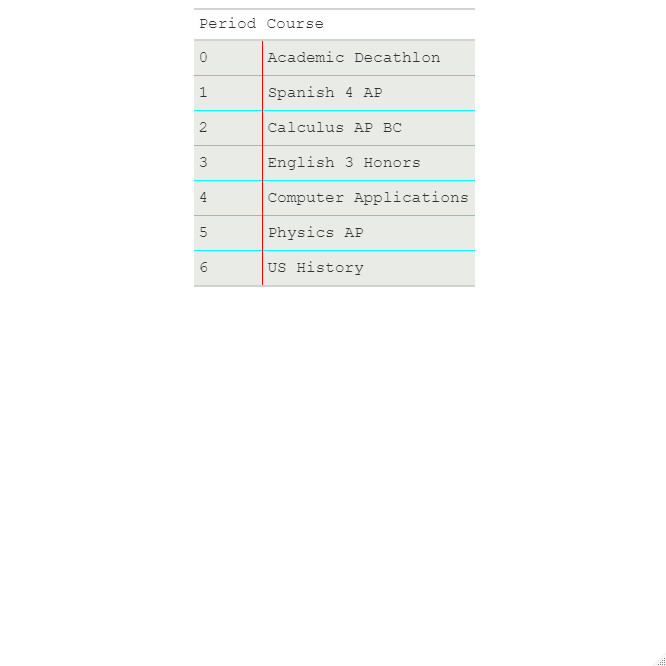 Period Course
0 Academic Decathlon
1 Spanish 4 AP
2 Calculus AP BC
3 English 3 Honors
4 Computer Applications
5 Physics AP
6 US History